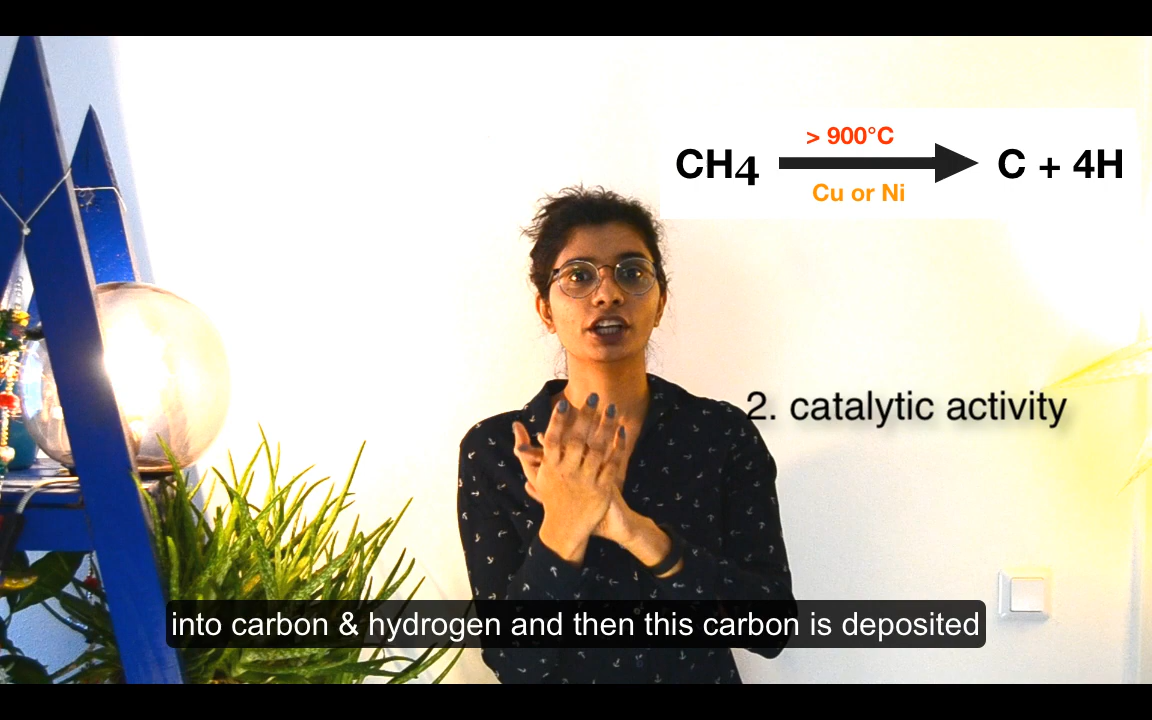 > 900°C
CH4 C + 4H
Cu or Ni
2. catalytic activity
into carbon & hydrogen and then this carbon is deposited